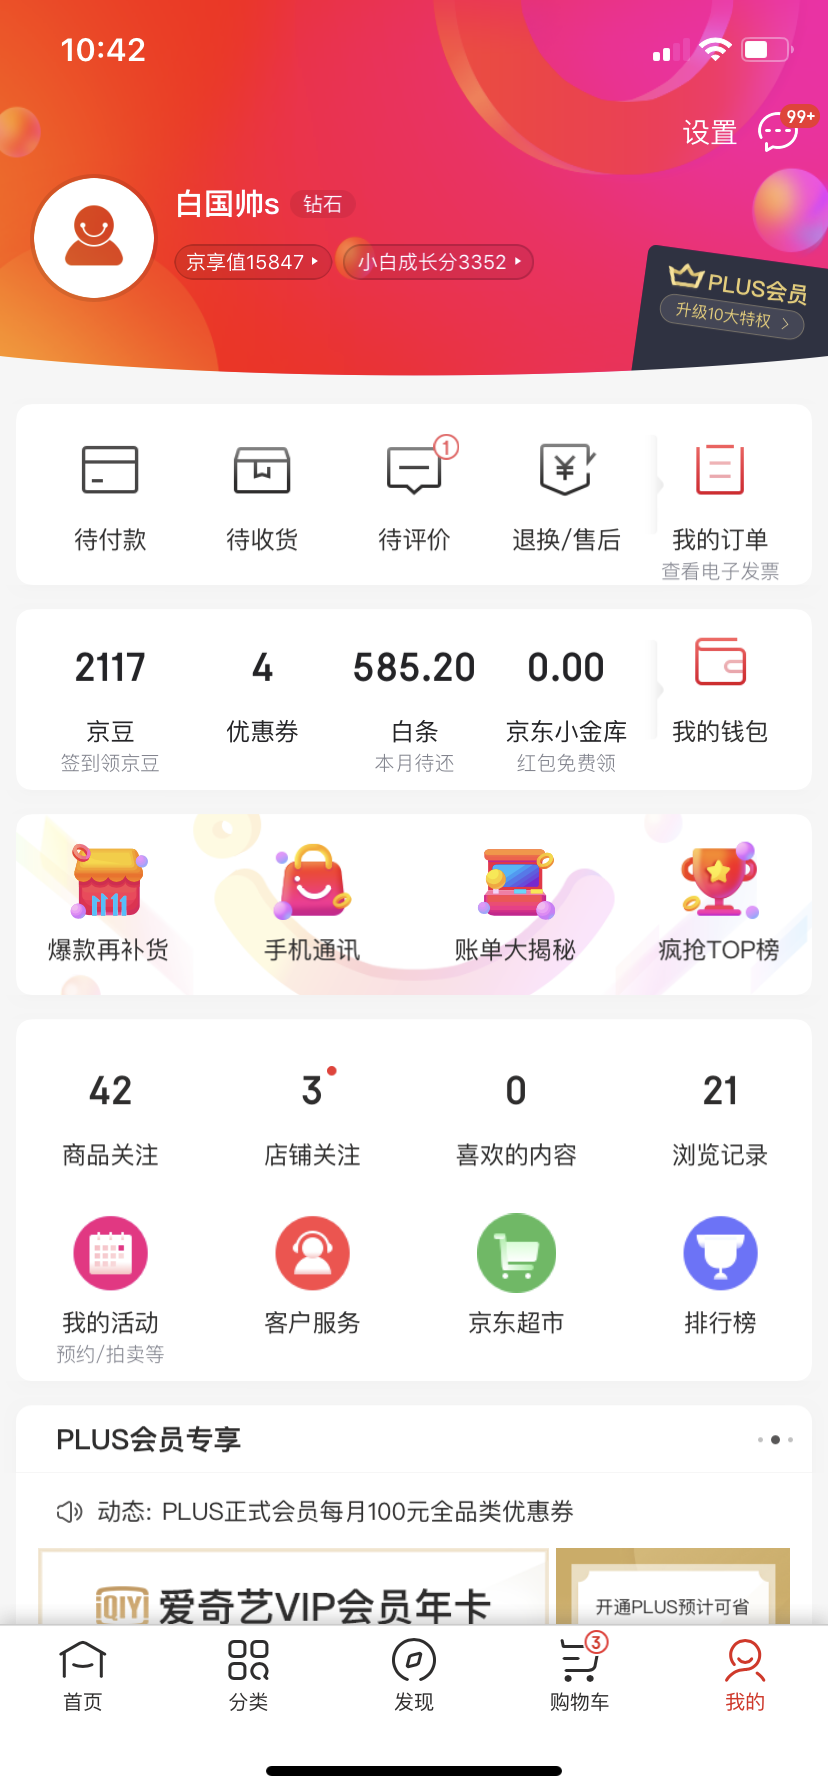 10:42
设置
99+
白国帅s 钻石
京享值15847 小白成长分3352
PLUS会员
升级10大特权
1
待付款 待收货 待评价 退换/售后 我的订单
查看电子发票
2117 4 585.20 0.00
京豆 优惠券 白条 京东小金库 我的钱包
签到领京豆 本月待还 红包免费领
11.11
爆款再补货 手机通讯 账单大揭秘 疯抢TOP榜
42 3 0 21
商品关注 店铺关注 喜欢的内容 浏览记录
我的活动 客户服务 京东超市 排行榜
预约/拍卖等
PLUS会员专享
动态: PLUS正式会员每月100元全品类优惠券
iQIY 爱奇艺VIP会员年卡
开通PLUS预计可省
3
首页 分类 发现 购物车 我的